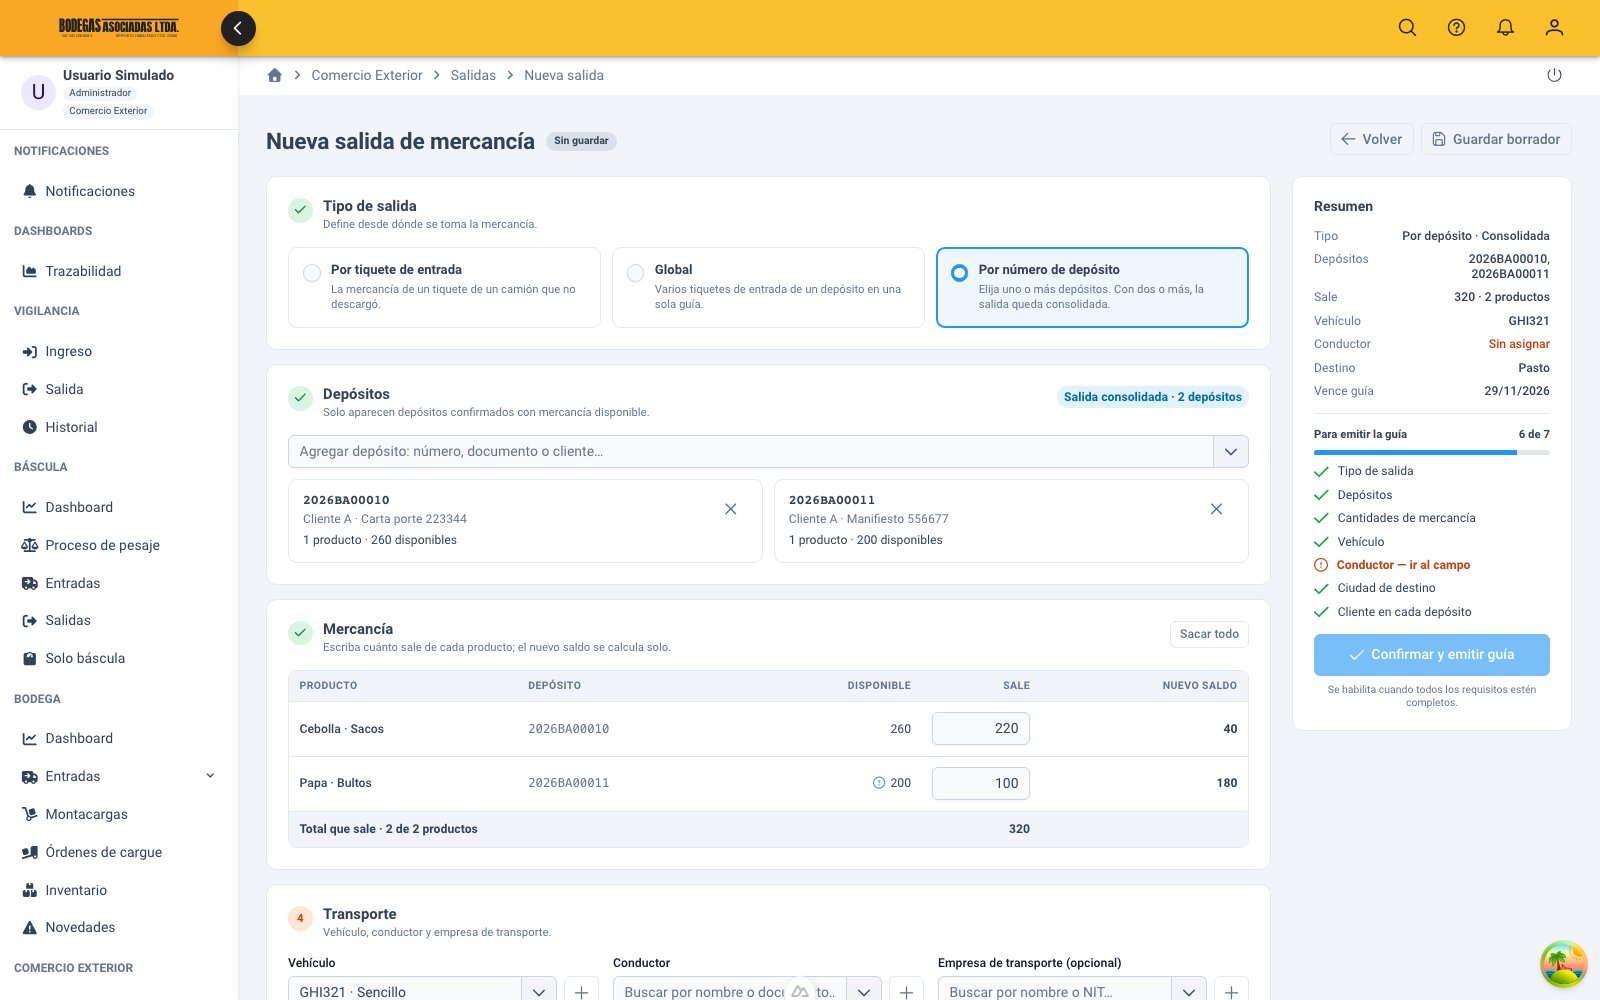 BODEGAS ASOCIADAS LTDA.
Usuario Simulado
U
Administrador
Comercio Exterior
NOTIFICACIONES
Notificaciones
DASHBOARDS
Trazabilidad
VIGILANCIA
Ingreso
Salida
Historial
BÁSCULA
Dashboard
Proceso de pesaje
Entradas
Salidas
Solo báscula
BODEGA
Dashboard
Entradas
Montacargas
Órdenes de cargue
Inventario
Novedades
COMERCIO EXTERIOR
Comercio Exterior > Salidas > Nueva salida
Nueva salida de mercancía
Sin guardar
Volver
Guardar borrador
Tipo de salida
Define desde dónde se toma la mercancía.
Por tiquete de entrada
La mercancía de un tiquete de un camión que no
descargó.
Global
Varios tiquetes de entrada de un depósito en una
sola guía.
Por número de depósito
Elija uno o más depósitos. Con dos o más, la
salida queda consolidada.
Depósitos
Solo aparecen depósitos confirmados con mercancía disponible.
Salida consolidada · 2 depósitos
Agregar depósito: número, documento o cliente...
2026BA00010
Cliente A · Carta porte 223344
1 producto · 260 disponibles
2026BA00011
Cliente A · Manifiesto 556677
1 producto · 200 disponibles
Mercancía
Escriba cuánto sale de cada producto; el nuevo saldo se calcula solo.
Sacar todo
PRODUCTO DEPÓSITO DISPONIBLE SALE NUEVO SALDO
Cebolla · Sacos 2026BA00010 260 220 40
Papa · Bultos 2026BA00011 200 100 180
Total que sale · 2 de 2 productos 320
4
Transporte
Vehículo, conductor y empresa de transporte.
Vehículo
GHI321 · Sencillo
Conductor
Buscar por nombre o to...
Empresa de transporte (opcional)
Buscar por nombre o NIT...
Resumen
Tipo Por depósito · Consolidada
Depósitos 2026BA00010,
2026BA00011
Sale 320 · 2 productos
Vehículo GHI321
Conductor Sin asignar
Destino Pasto
Vence guía 29/11/2026
Para emitir la guía 6 de 7
Tipo de salida
Depósitos
Cantidades de mercancía
Vehículo
Conductor — ir al campo
Ciudad de destino
Cliente en cada depósito
Confirmar y emitir guía
Se habilita cuando todos los requisitos estén
completos.